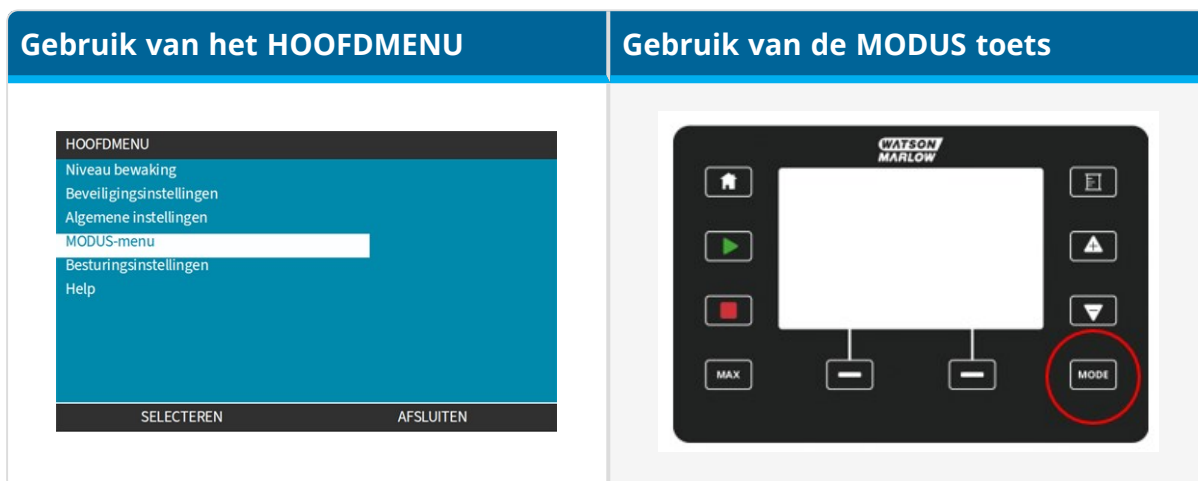 Gebruik van het HOOFDMENU
Gebruik van de MODUS toets
HOOFDMENU
Niveau bewaking
Beveiligingsinstellingen
Algemene instellingen
MODUS-menu
Besturingsinstellingen
Help
SELECTEREN
AFSLUITEN
WATSON
MARLOW
MAX
MODE